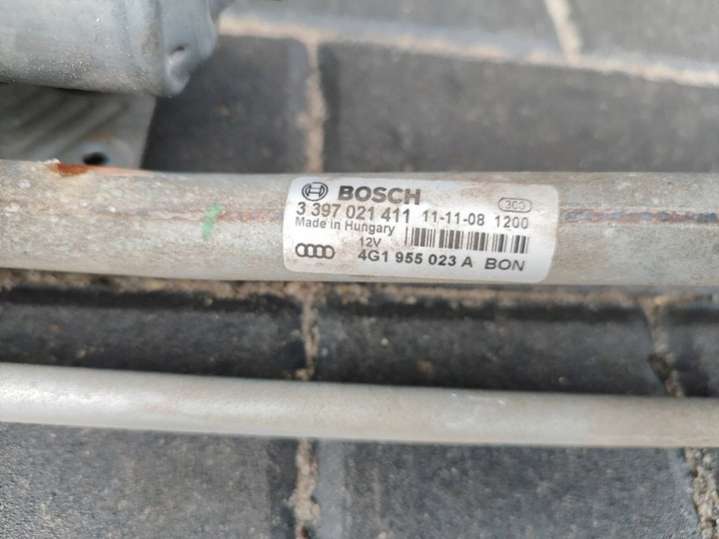 BOSCH
3 397 021 411 11-11-08 1200
Made in Hungary
12V
4G1 955 023 A BON